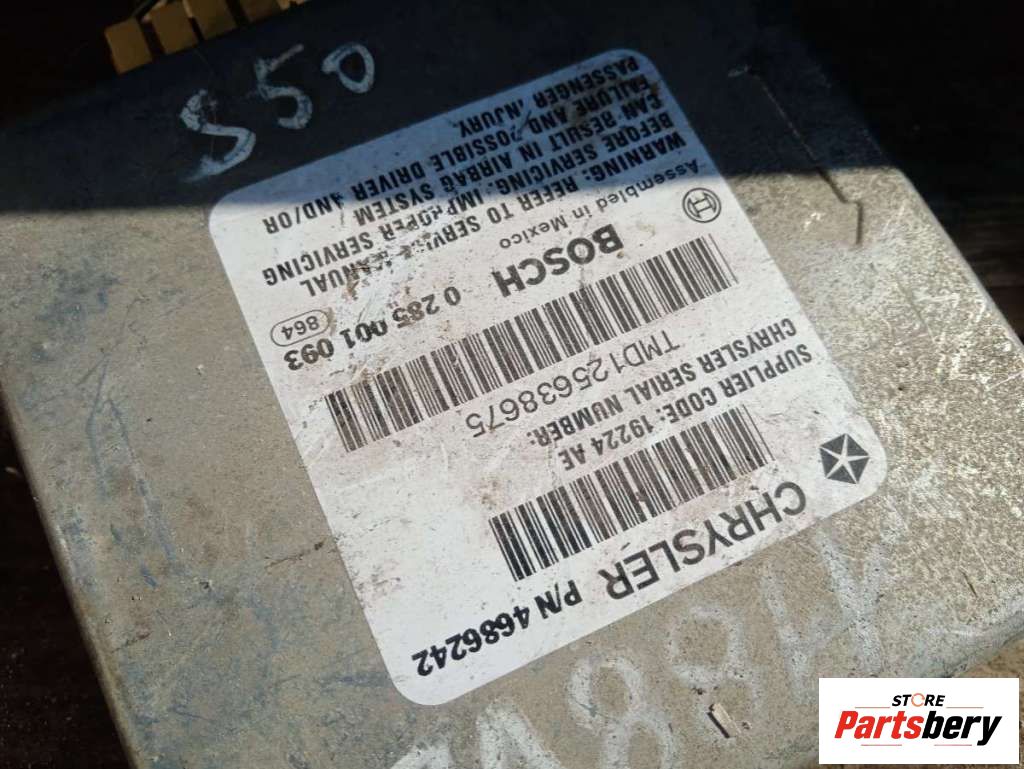 S50
CHRYSLER P/N 4686242
SUPPLIER CODE: 19224 AE
CHRYSLER SERIAL NUMBER:
TMD125638675
BOSCH 0 285 001 093
Assembled in Mexico 864
WARNING: REFER TO SERVICE MANUAL
BEFORE SERVICING. IMPROPER SERVICING
CAN RESULT IN AIRBAG SYSTEM
FAILURE AND POSSIBLE DRIVER AND/OR
PASSENGER INJURY.
STORE
Partsbery